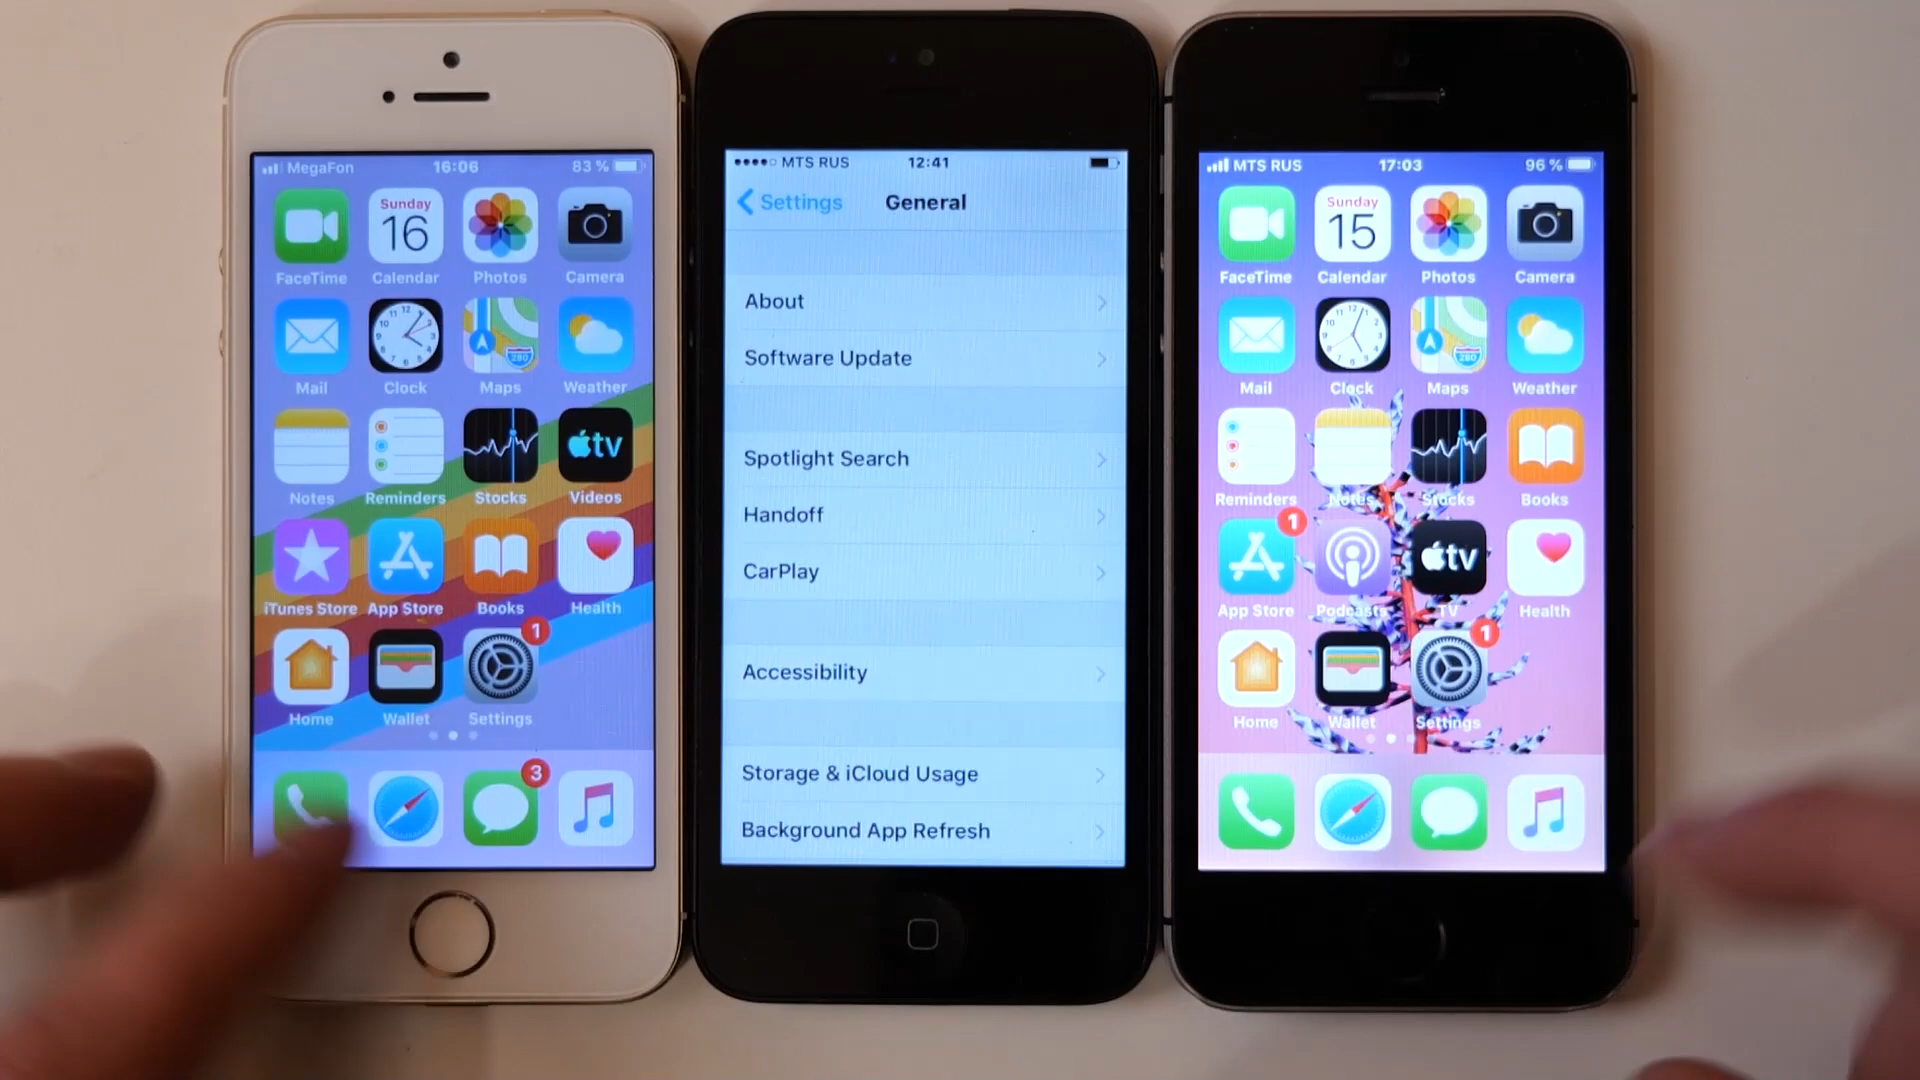 MegaFon 16:06 83 %
Sunday
16
FaceTime Calendar Photos Camera
280
Mail Clock Maps Weather
tv
Notes Reminders Stocks Videos
iTunes Store App Store Books Health
1
Home Wallet Settings
3
MTS RUS 12:41
Settings General
About
Software Update
Spotlight Search
Handoff
CarPlay
Accessibility
Storage & iCloud Usage
Background App Refresh
MTS RUS 17:03 96 %
Sunday
15
FaceTime Calendar Photos Camera
280
Mail Clock Maps Weather
Reminders Notes Stocks Books
1
tv
App Store Podcasts TV Health
1
Home Wallet Settings